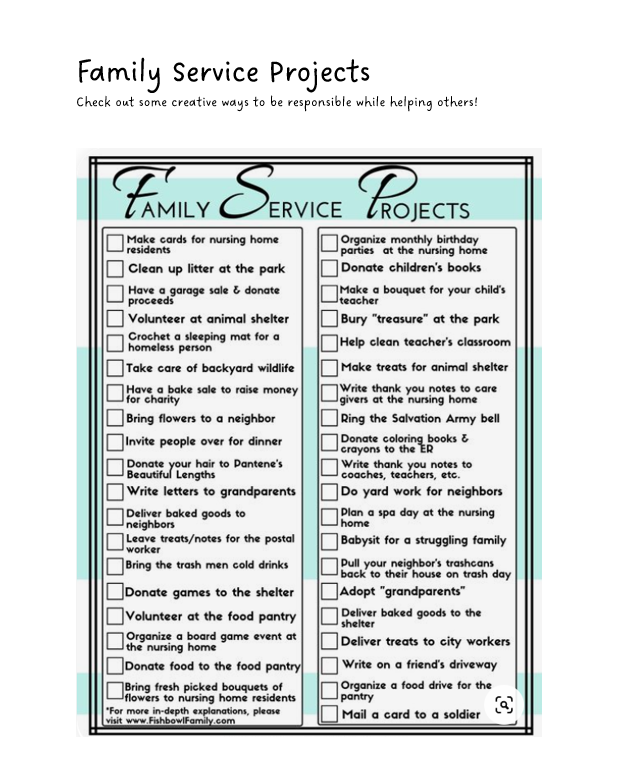 Family Service Projects
Check out some creative ways to be responsible while helping others!
FAMILY SERVICE PROJECTS
Make cards for nursing home
residents
Clean up litter at the park
Have a garage sale & donate
proceeds
Volunteer at animal shelter
Crochet a sleeping mat for a
homeless person
Take care of backyard wildlife
Have a bake sale to raise money
for charity
Bring flowers to a neighbor
Invite people over for dinner
Donate your hair to Pantene's
Beautiful Lengths
Write letters to grandparents
Deliver baked goods to
neighbors
Leave treats/notes for the postal
worker
Bring the trash men cold drinks
Donate games to the shelter
Volunteer at the food pantry
Organize a board game event at
the nursing home
Donate food to the food pantry
Bring fresh picked bouquets of
flowers to nursing home residents
*For more in-depth explanations, please
visit www.FishbowlFamily.com
Organize monthly birthday
parties at the nursing home
Donate children's books
Make a bouquet for your child's
teacher
Bury "treasure" at the park
Help clean teacher's classroom
Make treats for animal shelter
Write thank you notes to care
givers at the nursing home
Ring the Salvation Army bell
Donate coloring books &
crayons to the ER
Write thank you notes to
coaches, teachers, etc.
Do yard work for neighbors
Plan a spa day at the nursing
home
Babysit for a struggling family
Pull your neighbor's trashcans
back to their house on trash day
Adopt "grandparents"
Deliver baked goods to the
shelter
Deliver treats to city workers
Write on a friend's driveway
Organize a food drive for the
pantry
Mail a card to a soldier